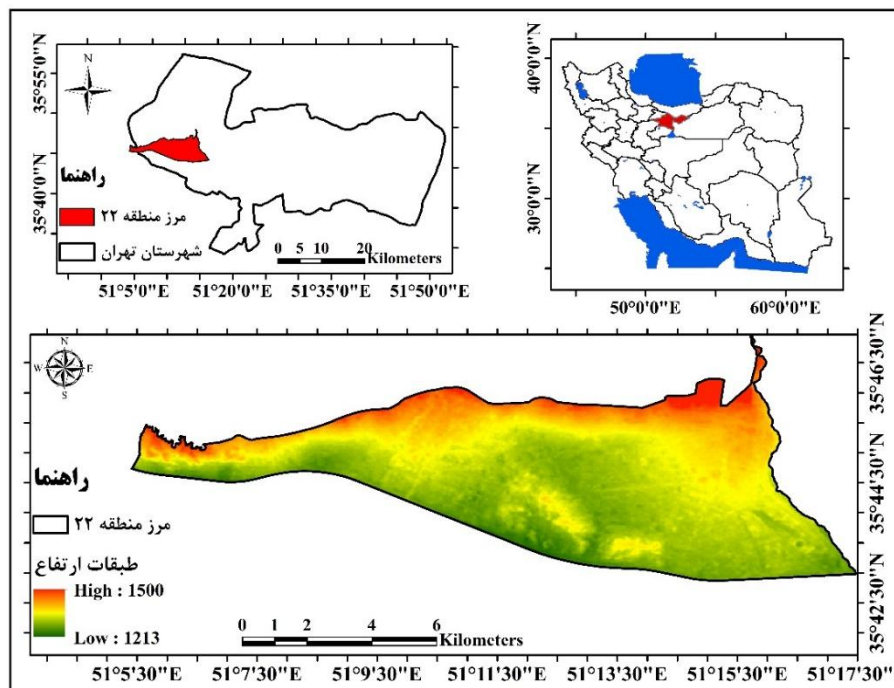 N
35°55'0"N
35°40'0"N
راهنما
مرز منطقه ۲۲
شهرستان تهران
0 5 10 20
Kilometers
51°5'0"E 51°20'0"E 51°35'0"E 51°50'0"E
40°0'0"N
30°0'0"N
50°0'0"E 60°0'0"E
N
W E
S
راهنما
مرز منطقه ۲۲
طبقات ارتفاع
High : 1500
Low : 1213
0 1 2 4 6
Kilometers
35°46'30"N
35°44'30"N
35°42'30"N
51°5'30"E 51°7'30"E 51°9'30"E 51°11'30"E 51°13'30"E 51°15'30"E 51°17'30"E